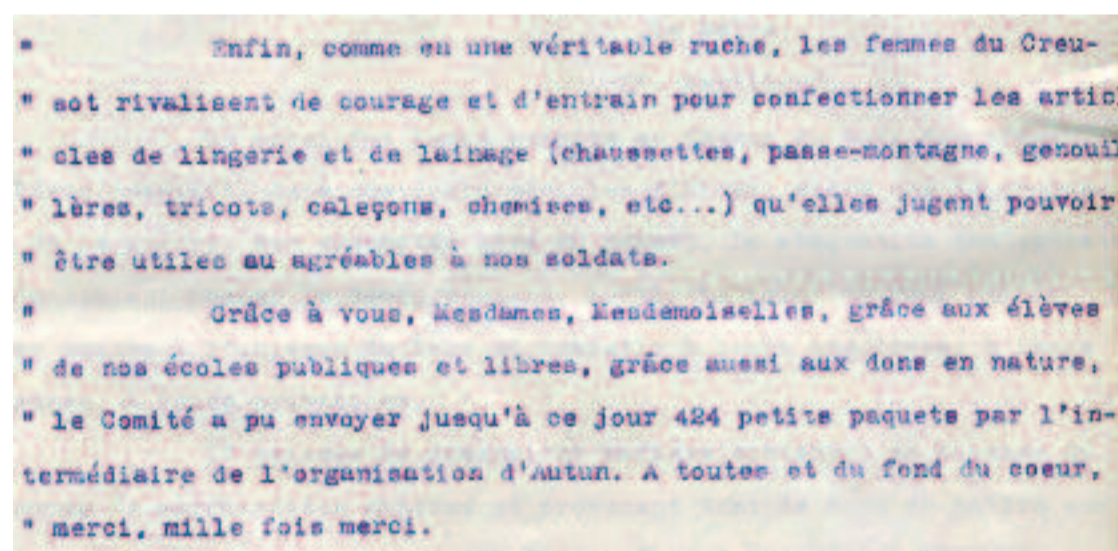 " Enfin, comme en une véritable ruche, les femmes du Creu-
" sot rivalisent de courage et d'entrain pour confectionner les artic
" cles de lingerie et de lainage (chaussettes, passe-montagne, genouil
" lères, tricots, caleçons, chemises, etc...) qu'elles jugent pouvoir
" être utiles au agréables à nos soldats.
" Grâce à vous, Mesdames, Mesdemoiselles, grâce aux élèves
" de nos écoles publiques et libres, grâce aussi aux dons en nature,
" le Comité a pu envoyer jusqu'à ce jour 424 petits paquets par l'in-
termédiaire de l'organisation d'Autun. A toutes et du fond du coeur,
" merci, mille fois merci.